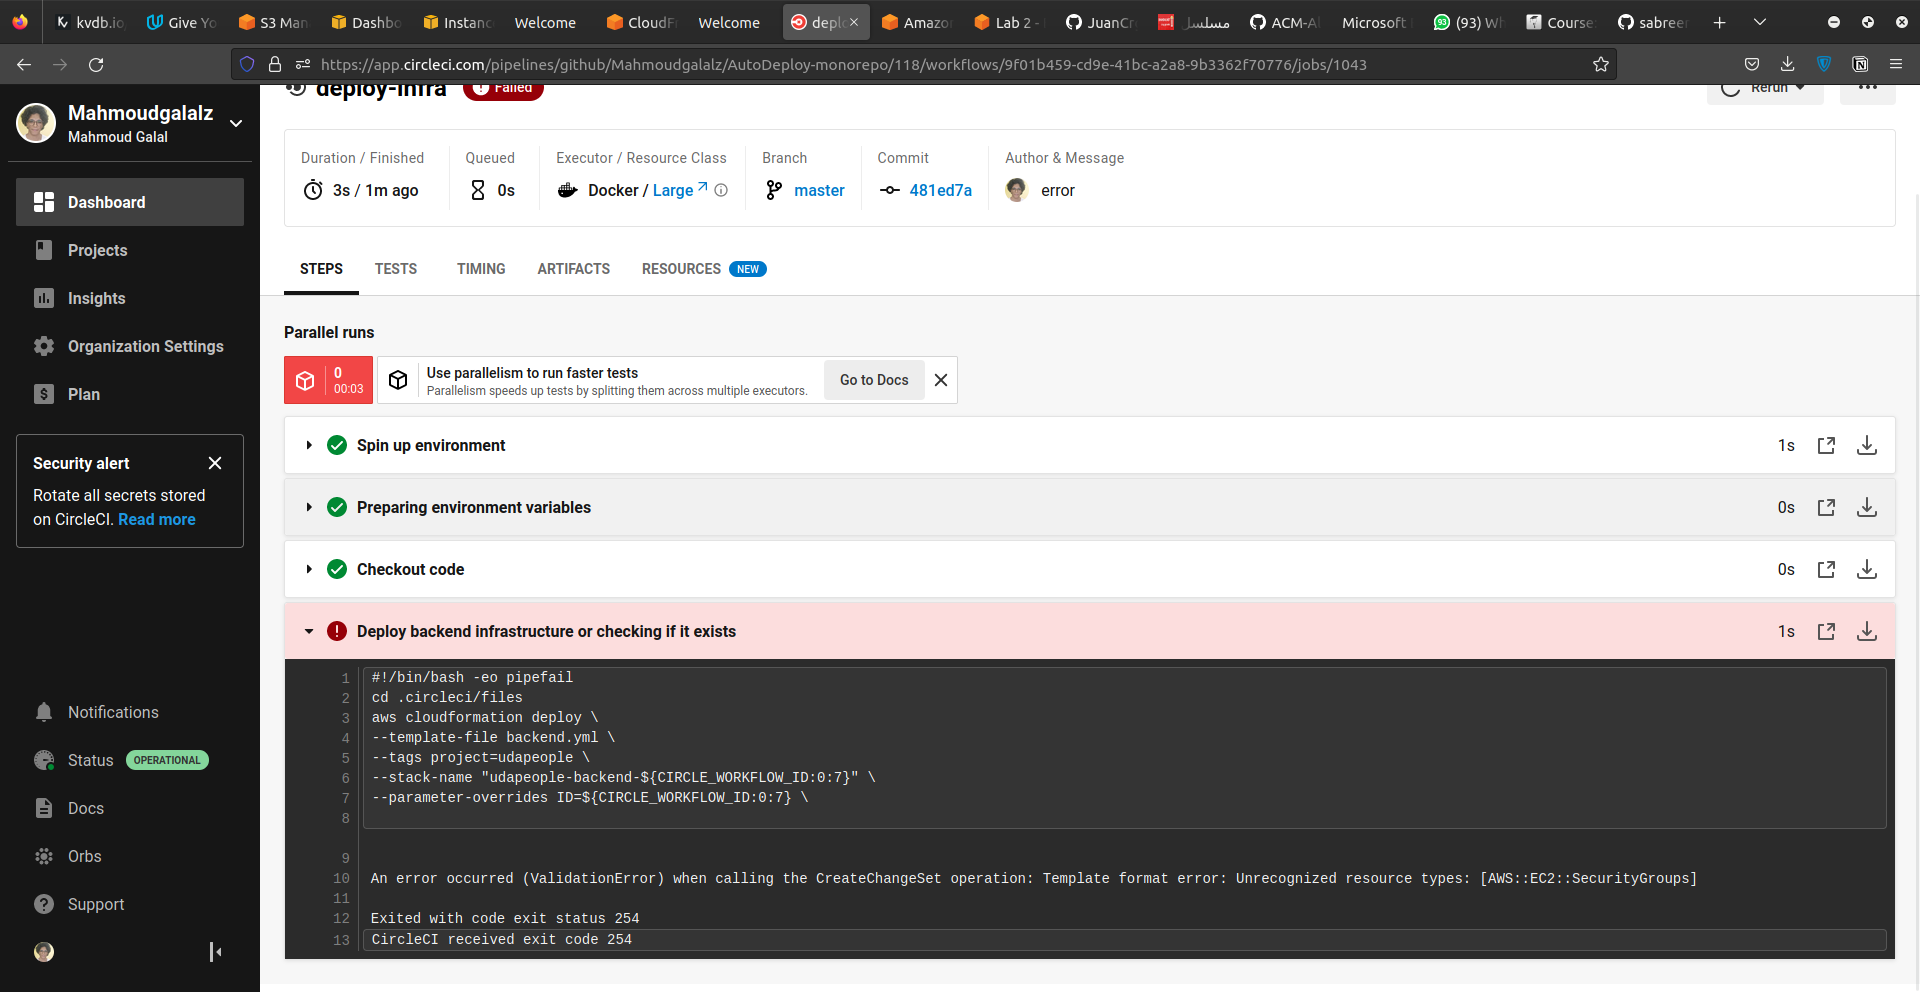 kvdb.io
Give Yo
S3 Man
Dashbo
Instanc
Welcome
CloudF
Welcome
deplo
Amazo
Lab 2 -
JuanCr
مسلسل
ACM-Al
Microsoft
(93) Wh
Course
sabreer
https://app.circleci.com/pipelines/github/Mahmoudgalalz/AutoDeploy-monorepo/118/workflows/9f01b459-cd9e-41bc-a2a8-9b3362f70776/jobs/1043
Mahmoudgalalz
Mahmoud Galal
Dashboard
Projects
Insights
Organization Settings
Plan
Security alert
Rotate all secrets stored
on CircleCI. Read more
Notifications
Status OPERATIONAL
Docs
Orbs
Support
deploy-infra Failed
Rerun
Duration / Finished
3s / 1m ago
Queued
0s
Executor / Resource Class
Docker / Large
Branch
master
Commit
481ed7a
Author & Message
error
STEPS TESTS TIMING ARTIFACTS RESOURCES NEW
Parallel runs
0
00:03
Use parallelism to run faster tests
Parallelism speeds up tests by splitting them across multiple executors.
Go to Docs
Spin up environment 1s
Preparing environment variables 0s
Checkout code 0s
Deploy backend infrastructure or checking if it exists 1s
1 #!/bin/bash -eo pipefail
2 cd .circleci/files
3 aws cloudformation deploy \
4 --template-file backend.yml \
5 --tags project=udapeople \
6 --stack-name "udapeople-backend-${CIRCLE_WORKFLOW_ID:0:7}" \
7 --parameter-overrides ID=${CIRCLE_WORKFLOW_ID:0:7} \
8
9
10 An error occurred (ValidationError) when calling the CreateChangeSet operation: Template format error: Unrecognized resource types: [AWS::EC2::SecurityGroups]
11
12 Exited with code exit status 254
13 CircleCI received exit code 254